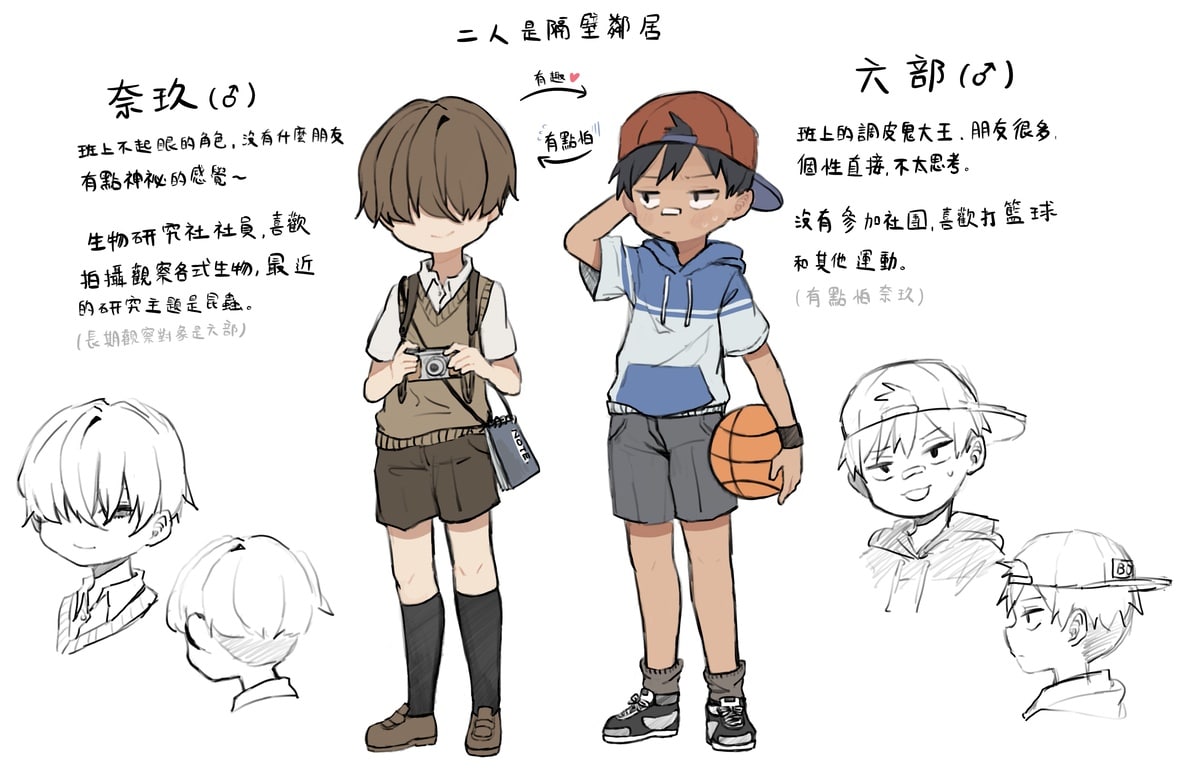 二人是隔壁鄰居
奈玖(♂)
班上不起眼的角色,沒有什麼朋友
有點神祕的感覺~
生物研究社社員,喜歡
拍攝觀察各式生物,最近
的研究主題是昆蟲。
(長期觀察對象是六部)
有趣♥
有點怕
六部(♂)
班上的調皮鬼大王、朋友很多,
個性直接,不太思考。
沒有參加社團,喜歡打籃球
和其他運動。
(有點怕奈玖)
NOTE